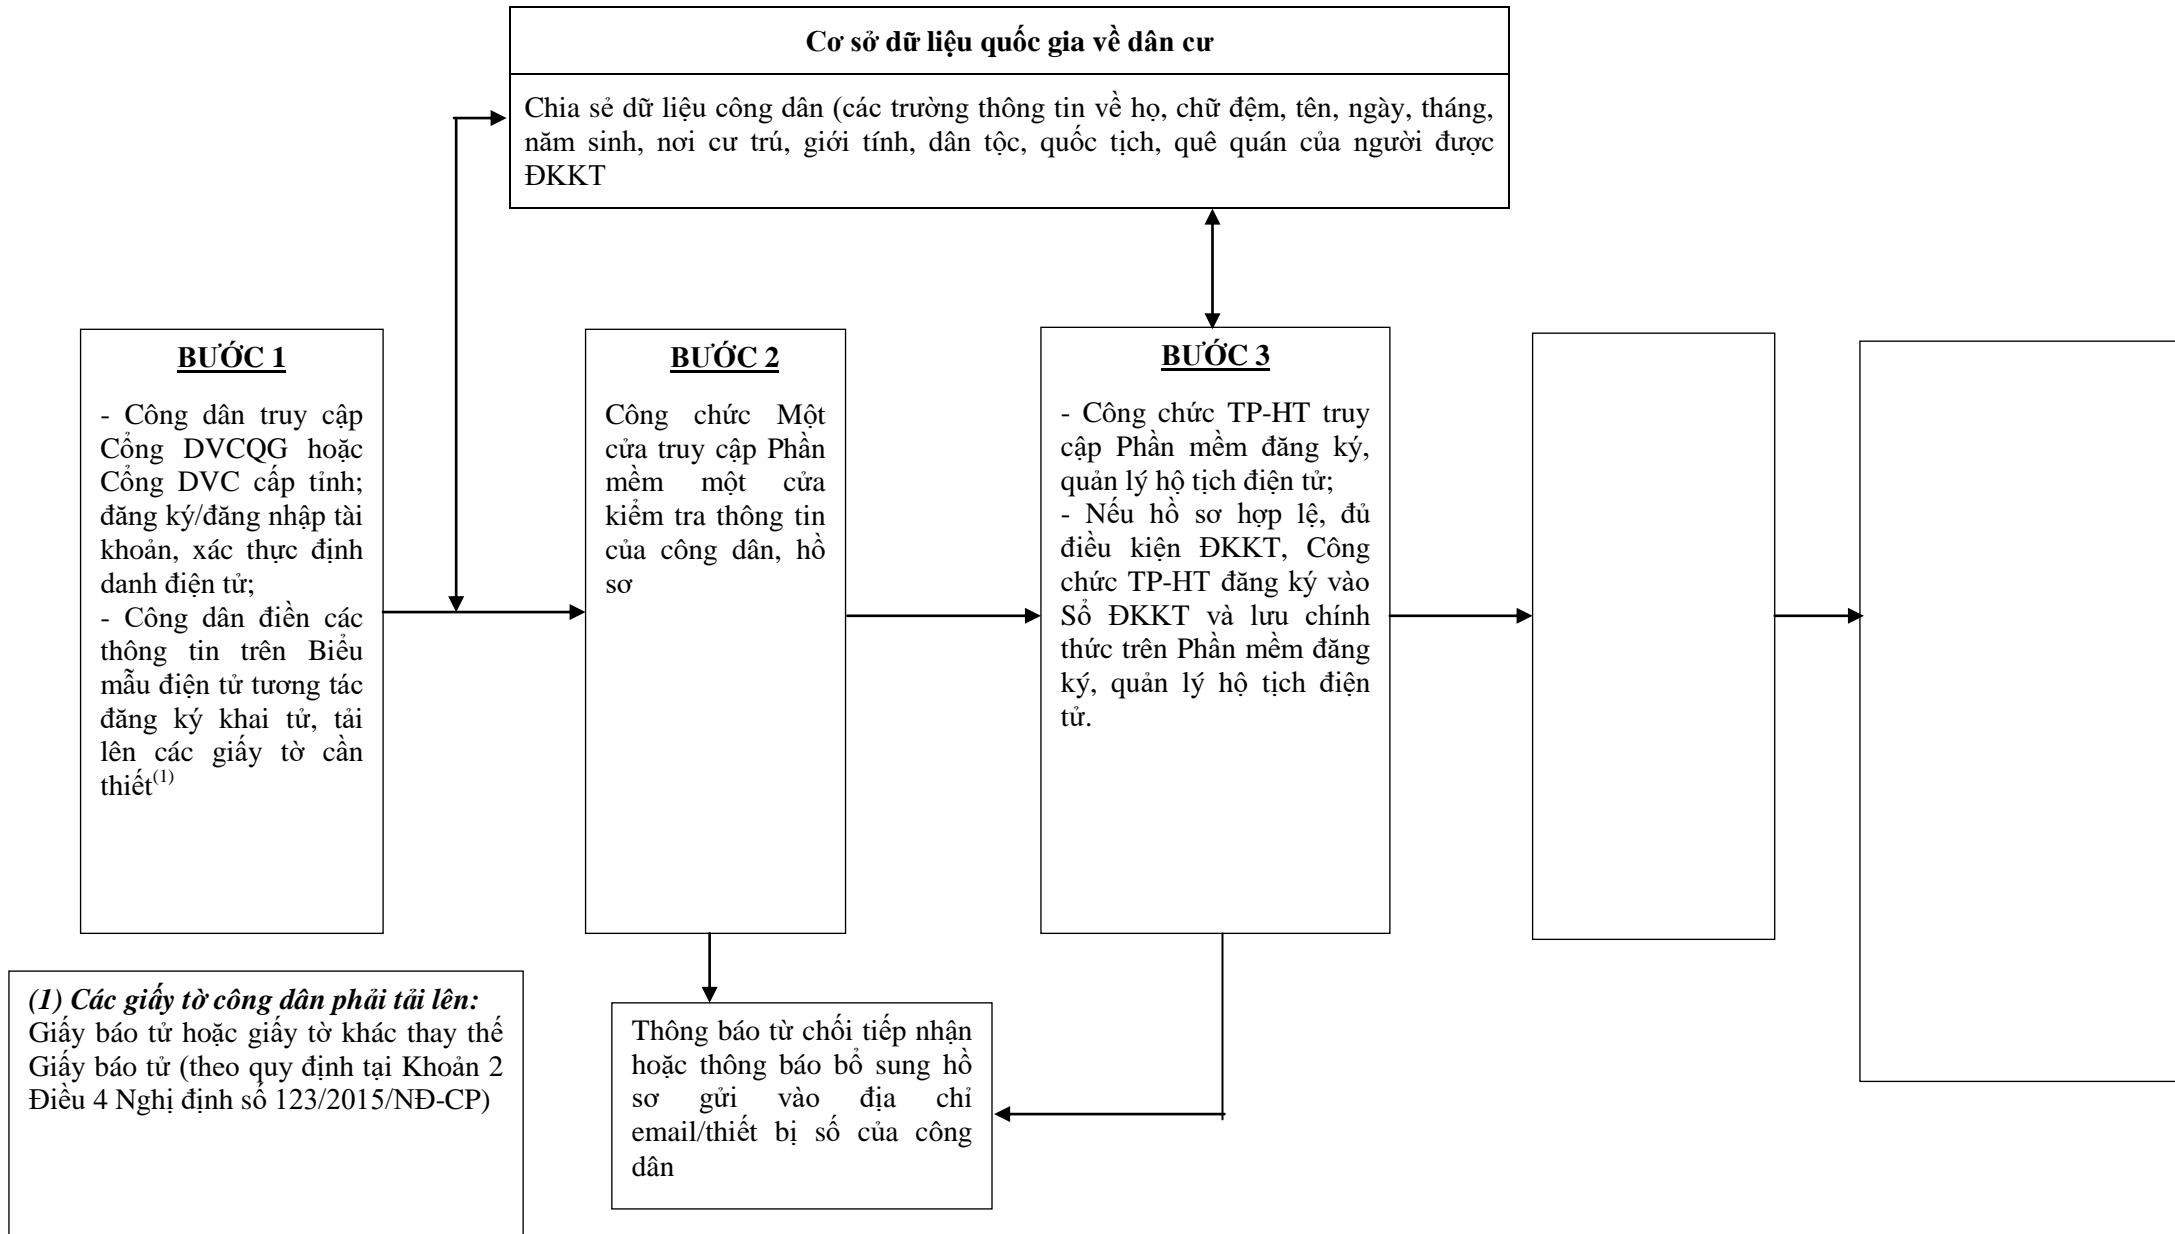 Cơ sở dữ liệu quốc gia về dân cư
Chia sẻ dữ liệu công dân (các trường thông tin về họ, chữ đệm, tên, ngày, tháng,
năm sinh, nơi cư trú, giới tính, dân tộc, quốc tịch, quê quán của người được
ĐKKT
BƯỚC 1
- Công dân truy cập
Cổng DVCQG hoặc
Cổng DVC cấp tỉnh;
đăng ký/đăng nhập tài
khoản, xác thực định
danh điện tử;
- Công dân điền các
thông tin trên Biểu
mẫu điện tử tương tác
đăng ký khai tử, tải
lên các giấy tờ cần
thiết(1)
BƯỚC 2
Công chức Một
cửa truy cập Phần
mềm một cửa
kiểm tra thông tin
của công dân, hồ
sơ
BƯỚC 3
- Công chức TP-HT truy
cập Phần mềm đăng ký,
quản lý hộ tịch điện tử;
- Nếu hồ sơ hợp lệ, đủ
điều kiện ĐKKT, Công
chức TP-HT đăng ký vào
Sổ ĐKKT và lưu chính
thức trên Phần mềm đăng
ký, quản lý hộ tịch điện
tử.
(1) Các giấy tờ công dân phải tải lên:
Giấy báo tử hoặc giấy tờ khác thay thế
Giấy báo tử (theo quy định tại Khoản 2
Điều 4 Nghị định số 123/2015/NĐ-CP)
Thông báo từ chối tiếp nhận
hoặc thông báo bổ sung hồ
sơ gửi vào địa chỉ
email/thiết bị số của công
dân